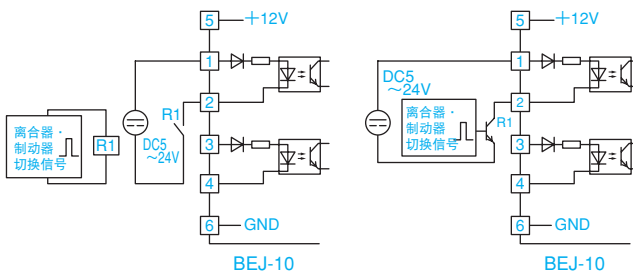 5 +12V
1
2
R1
离合器·
制动器
切换信号
R1
DC5
~24V
3
4
6 GND
BEJ-10
5 +12V
1
DC5
~24V
2
离合器·
制动器
切换信号
R1
3
4
6 GND
BEJ-10